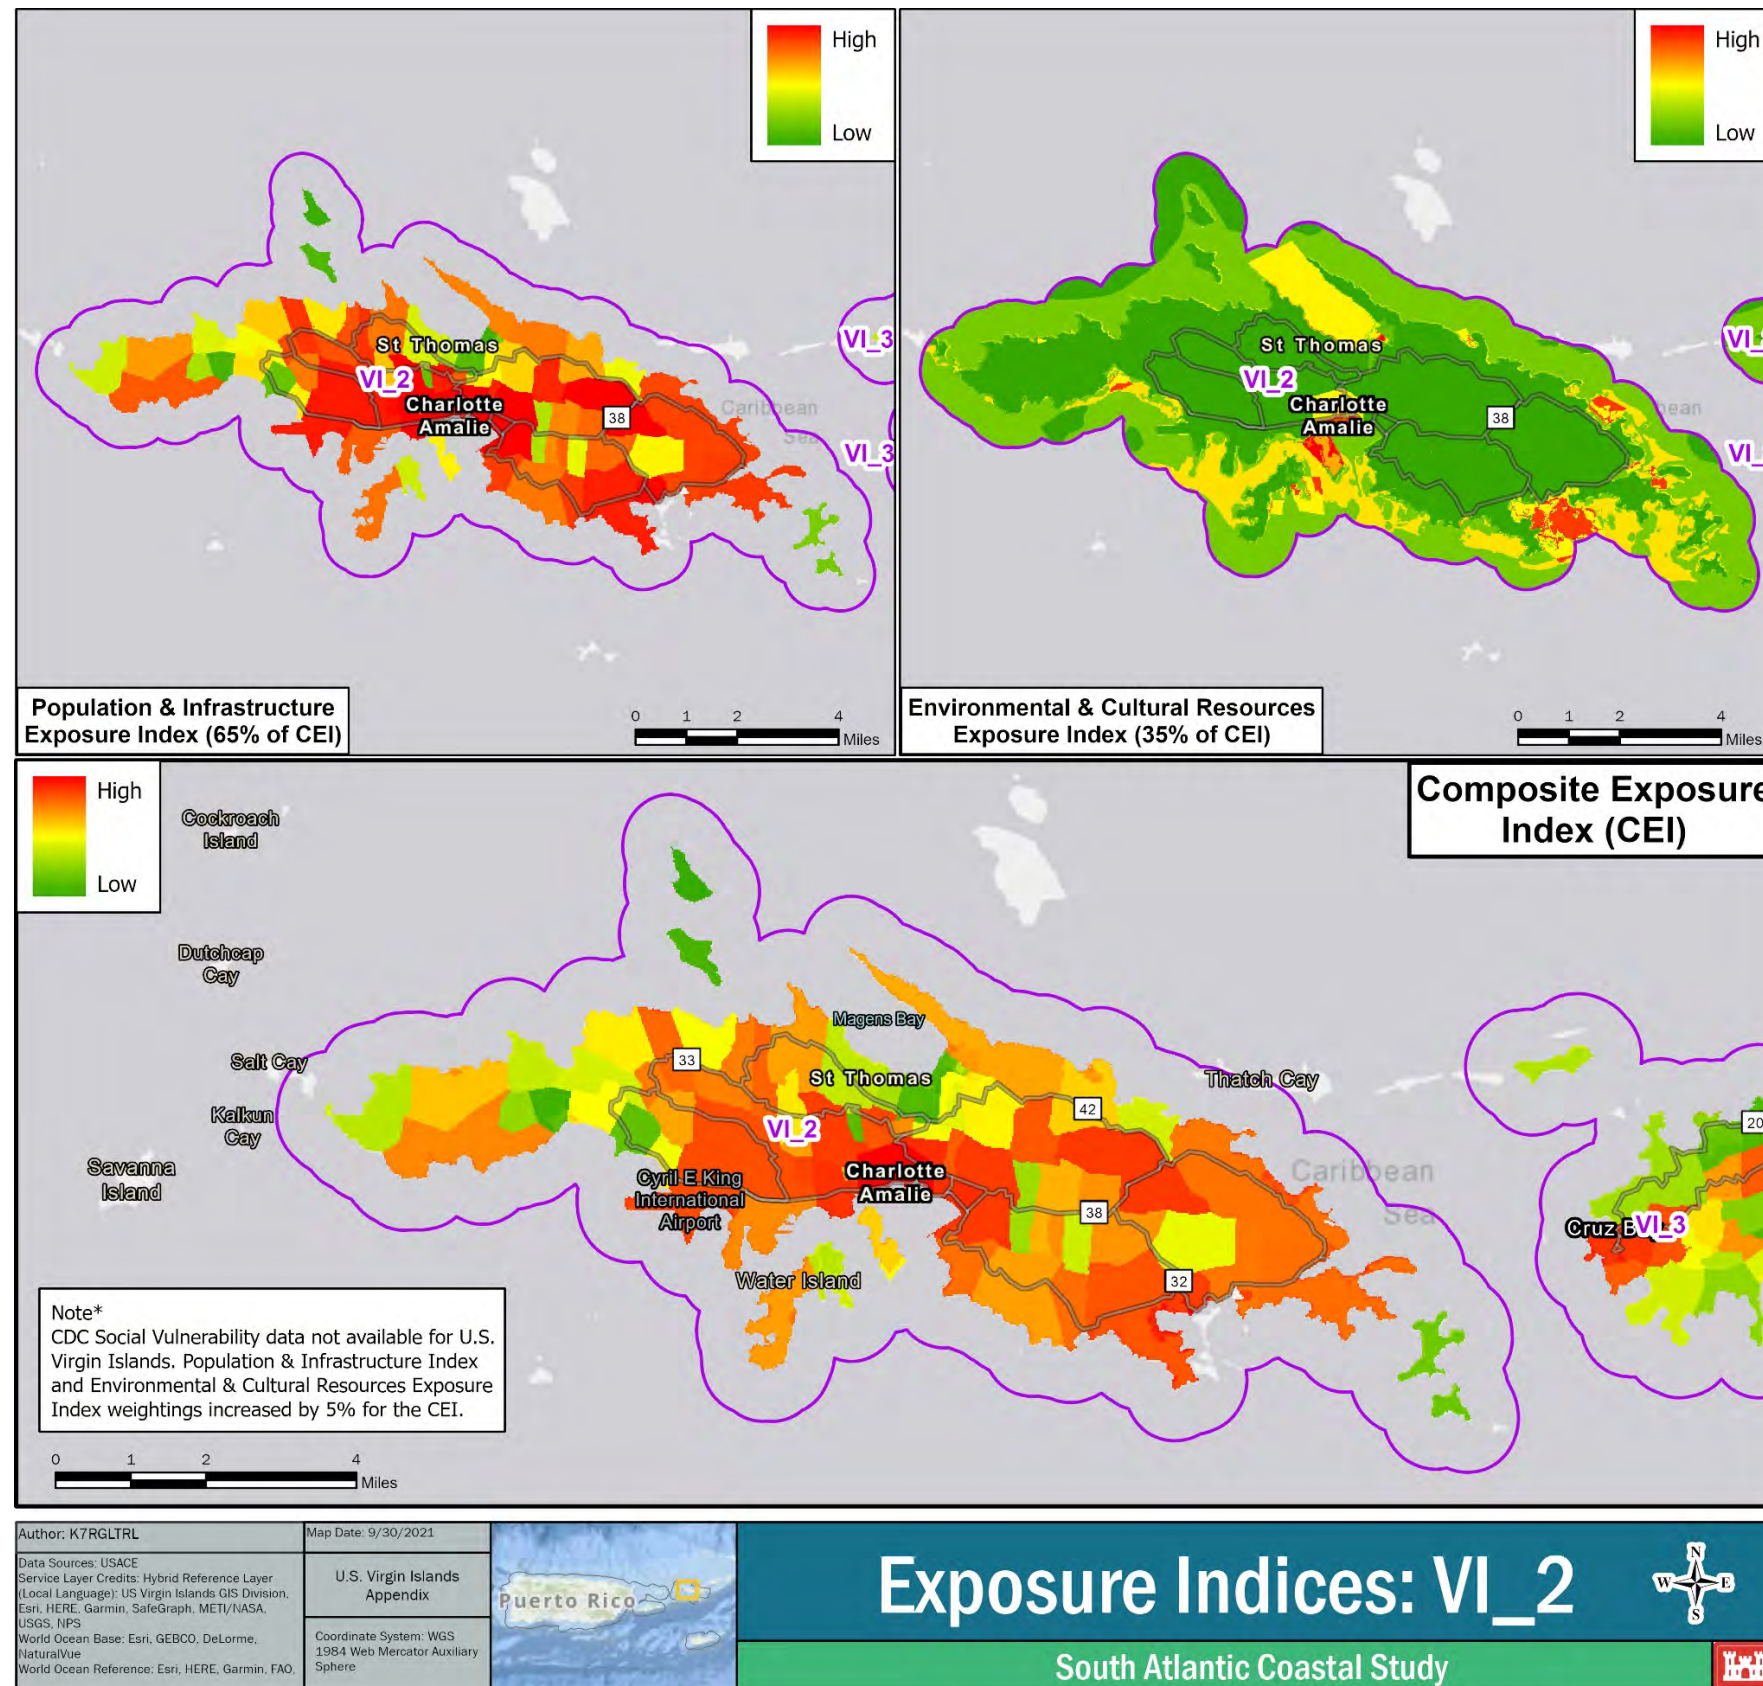 High
Low
St Thomas
VI_2
Charlotte
Amalie
38
Caribbean
Sea
VI_3
VI_3
Population & Infrastructure
Exposure Index (65% of CEI)
0 1 2 4
Miles
High
Low
St Thomas
VI_2
Charlotte
Amalie
38
Environmental & Cultural Resources
Exposure Index (35% of CEI)
0 1 2 4
Miles
High
Low
Composite Exposure
Index (CEI)
Cockroach
Island
Dutchcap
Cay
Salt Cay
Kalkun
Cay
Savanna
Island
Magens Bay
33
St Thomas
Thatch Cay
42
VI_2
Charlotte
Amalie
Cyril E King
International
Airport
38
Caribbean
Sea
20
Cruz
VI_3
Water Island
32
Note*
CDC Social Vulnerability data not available for U.S.
Virgin Islands. Population & Infrastructure Index
and Environmental & Cultural Resources Exposure
Index weightings increased by 5% for the CEI.
0 1 2 4
Miles
Author: K7RGLTRL
Data Sources: USACE
Service Layer Credits: Hybrid Reference Layer
(Local Language): US Virgin Islands GIS Division,
Esri, HERE, Garmin, SafeGraph, METI/NASA,
USGS, NPS
World Ocean Base: Esri, GEBCO, DeLorme,
NaturalVue
World Ocean Reference: Esri, HERE, Garmin, FAO,
Map Date: 9/30/2021
U.S. Virgin Islands
Appendix
Coordinate System: WGS
1984 Web Mercator Auxiliary
Sphere
Puerto Rico
Exposure Indices: VI_2
N
W E
S
South Atlantic Coastal Study